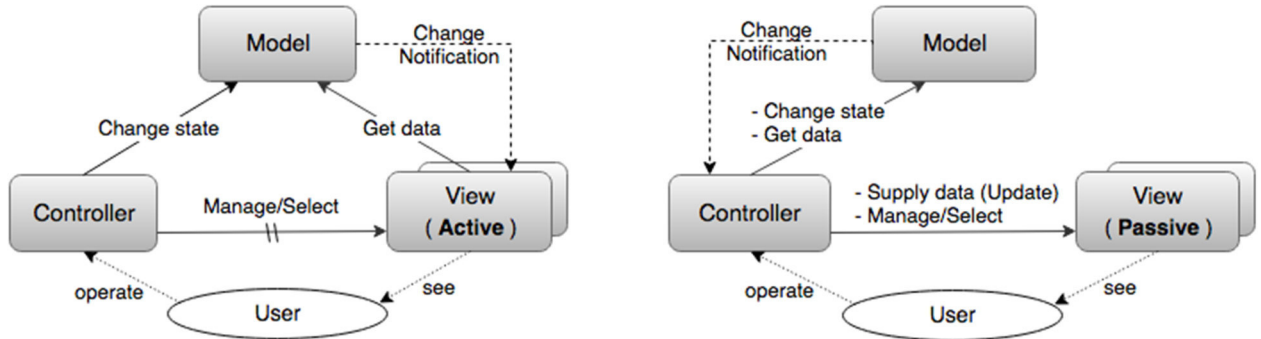 Model
Change
Notification
Change state
Get data
Controller
Manage/Select
View
( Active )
operate
see
User
Change
Notification
Model
- Change state
- Get data
Controller
- Supply data (Update)
- Manage/Select
View
( Passive )
operate
see
User